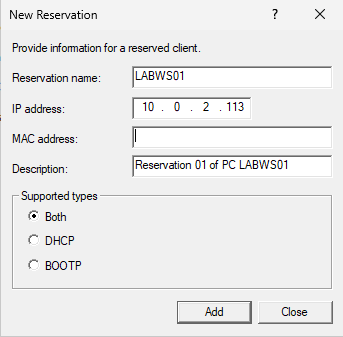 New Reservation
?
Provide information for a reserved client.
Reservation name: LABWS01
IP address: 10 . 0 . 2 . 113
MAC address:
Description: Reservation 01 of PC LABWS01
Supported types
Both
DHCP
BOOTP
Add Close